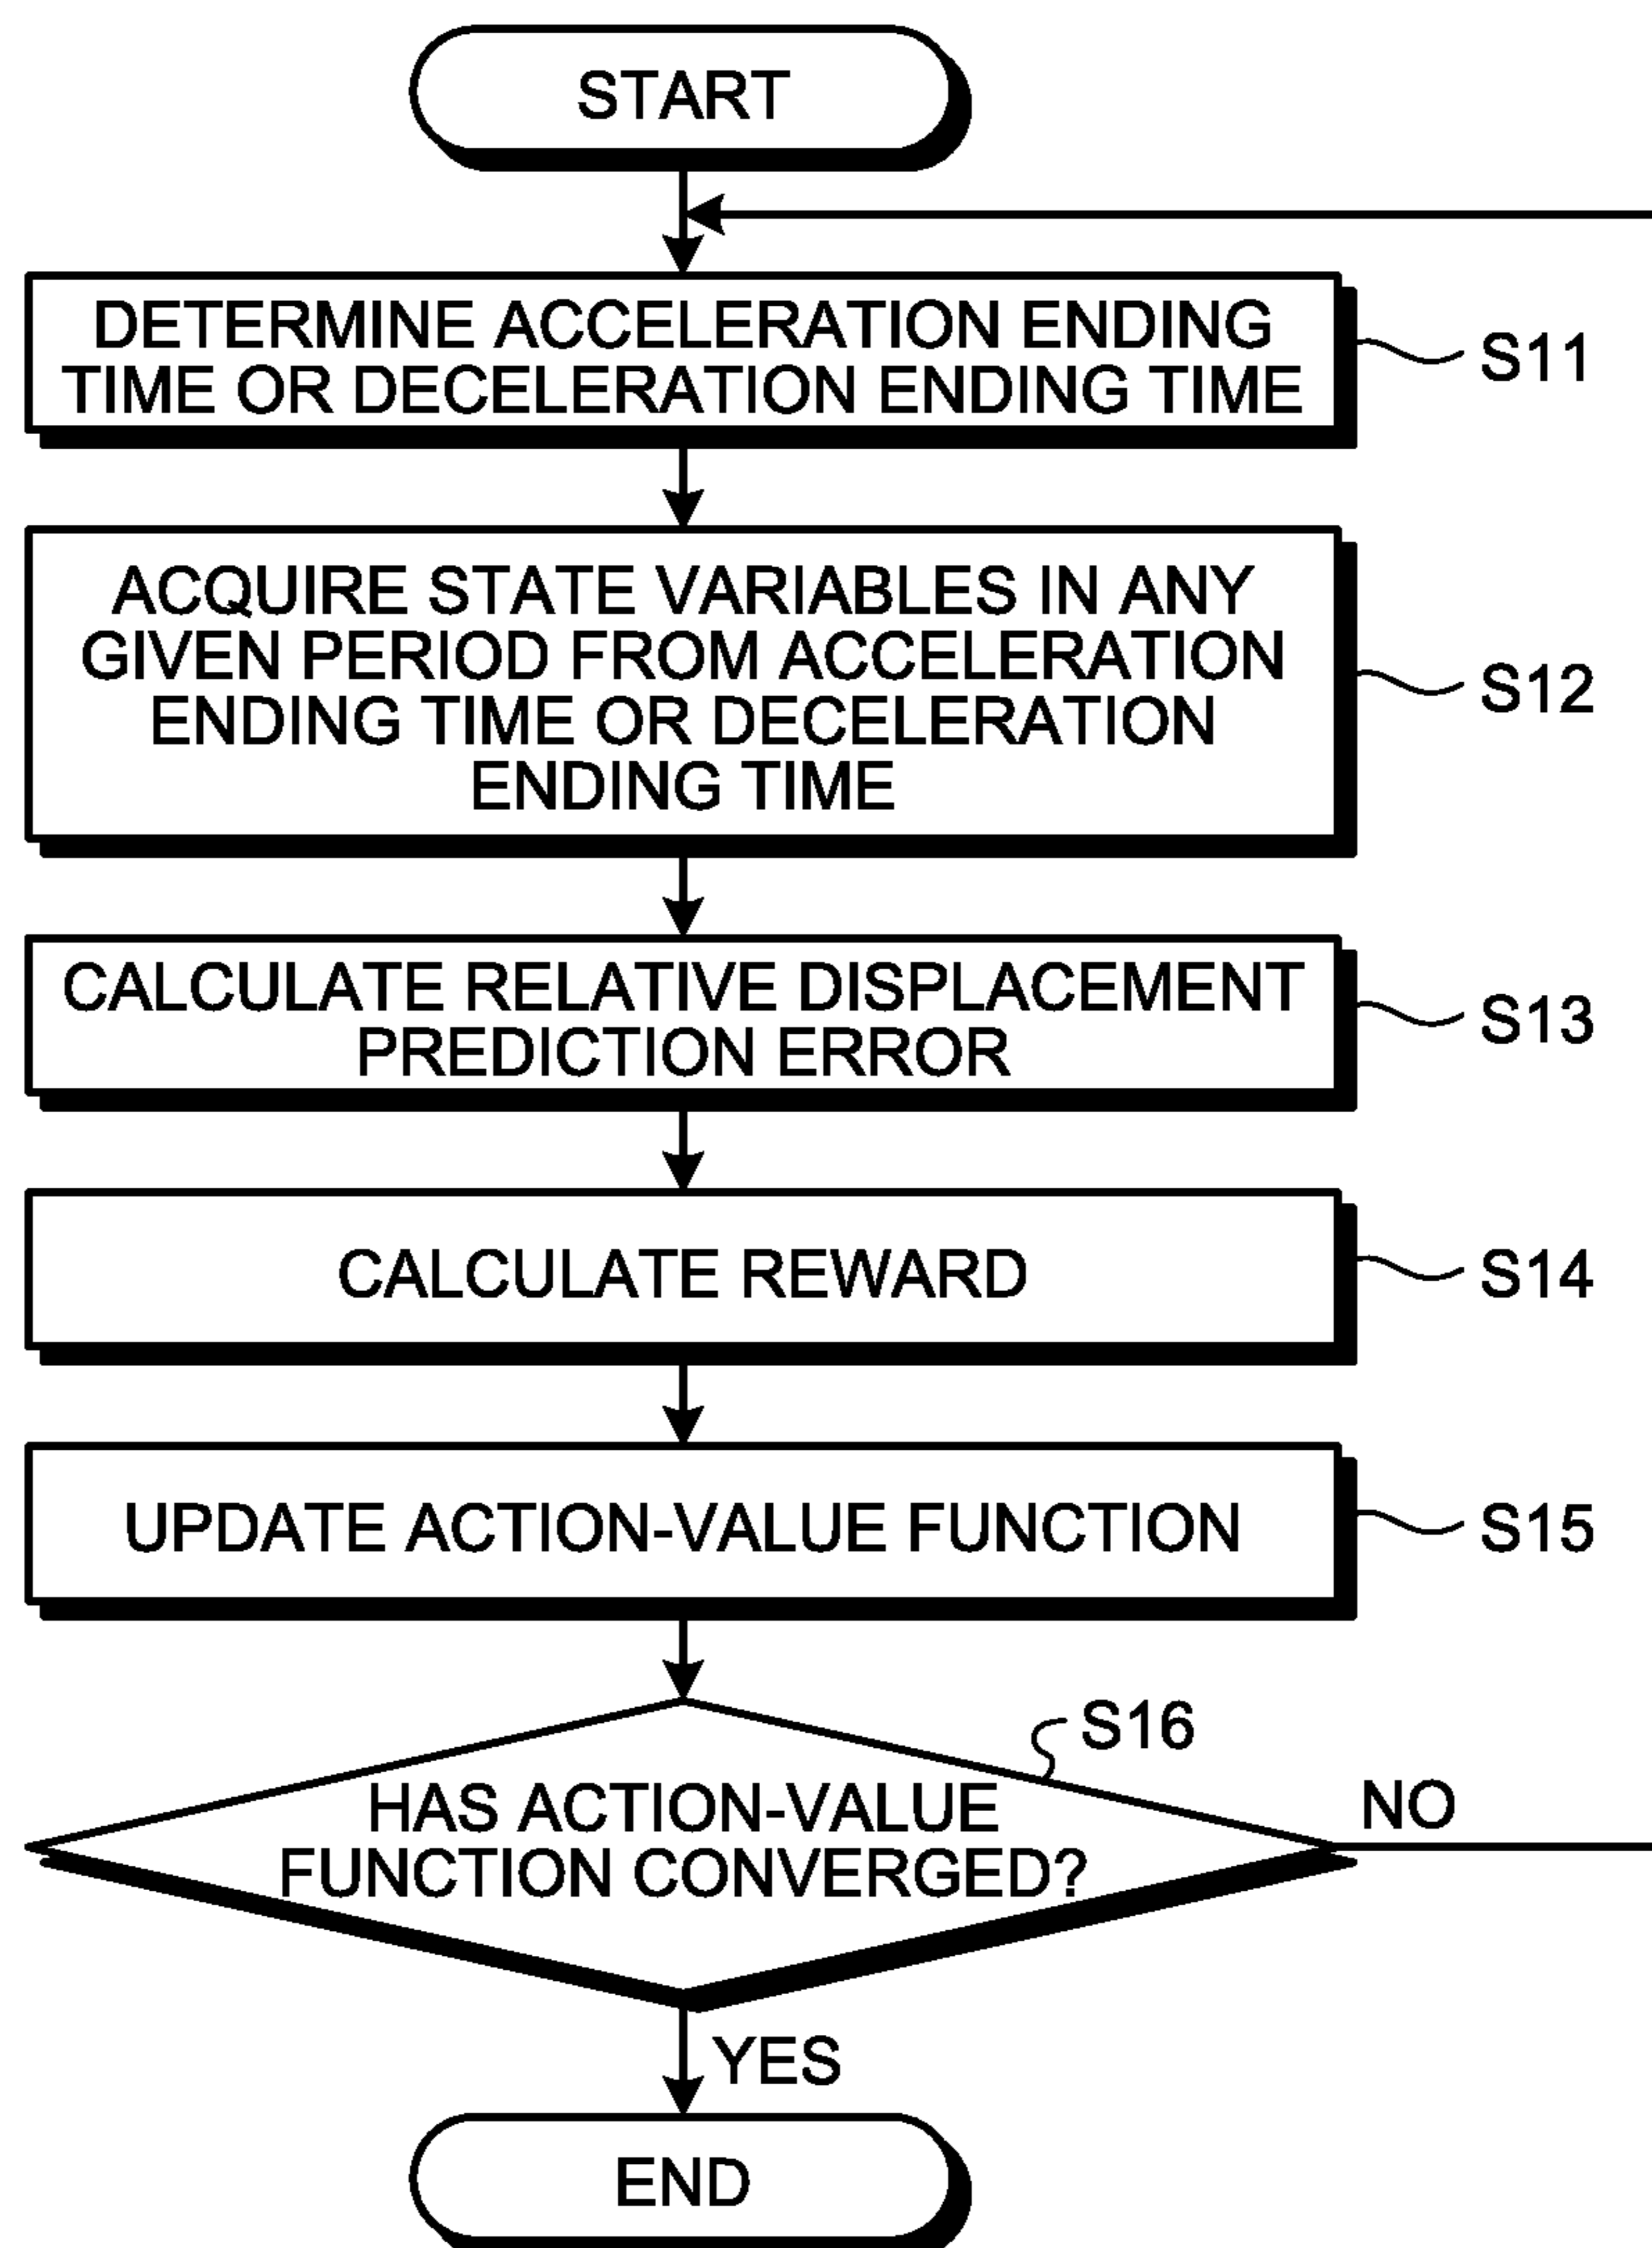 START
DETERMINE ACCELERATION ENDING
TIME OR DECELERATION ENDING TIME
S11
ACQUIRE STATE VARIABLES IN ANY
GIVEN PERIOD FROM ACCELERATION
ENDING TIME OR DECELERATION
ENDING TIME
S12
CALCULATE RELATIVE DISPLACEMENT
PREDICTION ERROR
S13
CALCULATE REWARD
S14
UPDATE ACTION-VALUE FUNCTION
S15
S16
HAS ACTION-VALUE
FUNCTION CONVERGED?
NO
YES
END